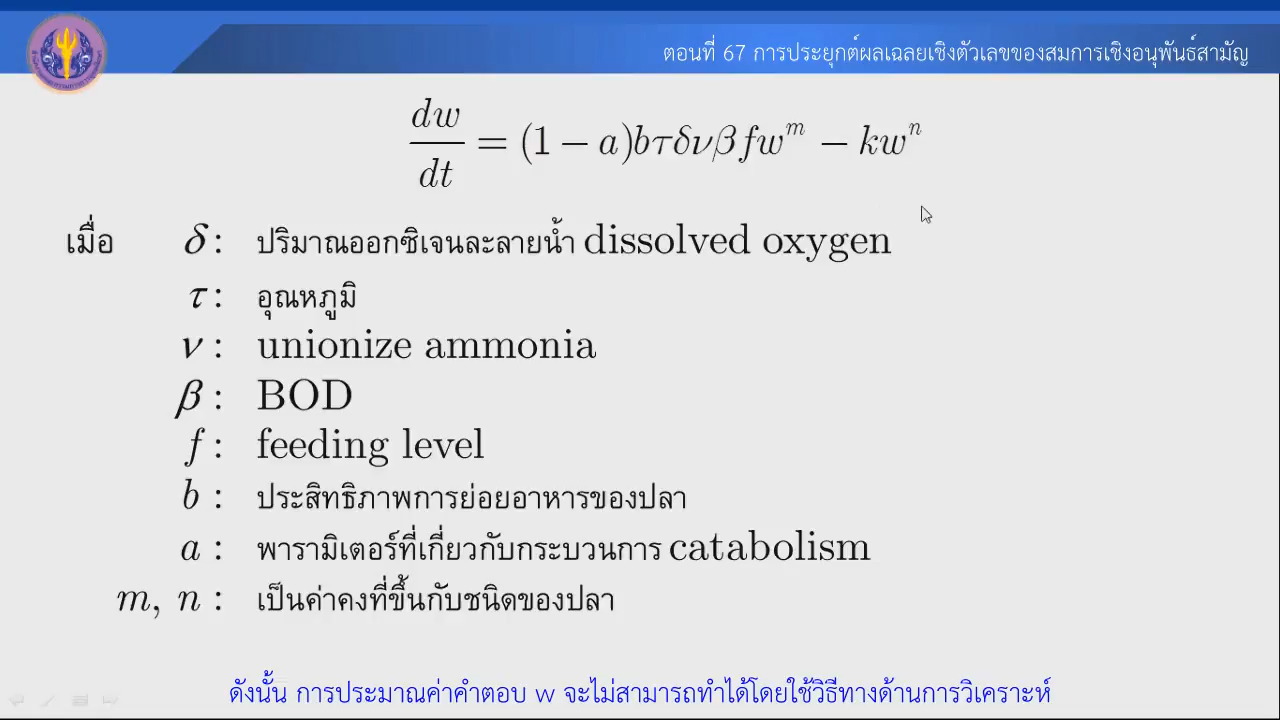 ตอนที่ 67 การประยุกต์ผลเฉลยเชิงตัวเลขของสมการเชิงอนุพันธ์สามัญ
dw/dt = (1 − a)bτδνβfw^m − kw^n
เมื่อ δ : ปริมาณออกซิเจนละลายน้ำ dissolved oxygen
τ : อุณหภูมิ
ν : unionize ammonia
β : BOD
f : feeding level
b : ประสิทธิภาพการย่อยอาหารของปลา
a : พารามิเตอร์ที่เกี่ยวกับกระบวนการ catabolism
m, n : เป็นค่าคงที่ขึ้นกับชนิดของปลา
ดังนั้น การประมาณค่าคำตอบ w จะไม่สามารถทำได้โดยใช้วิธีทางด้านการวิเคราะห์